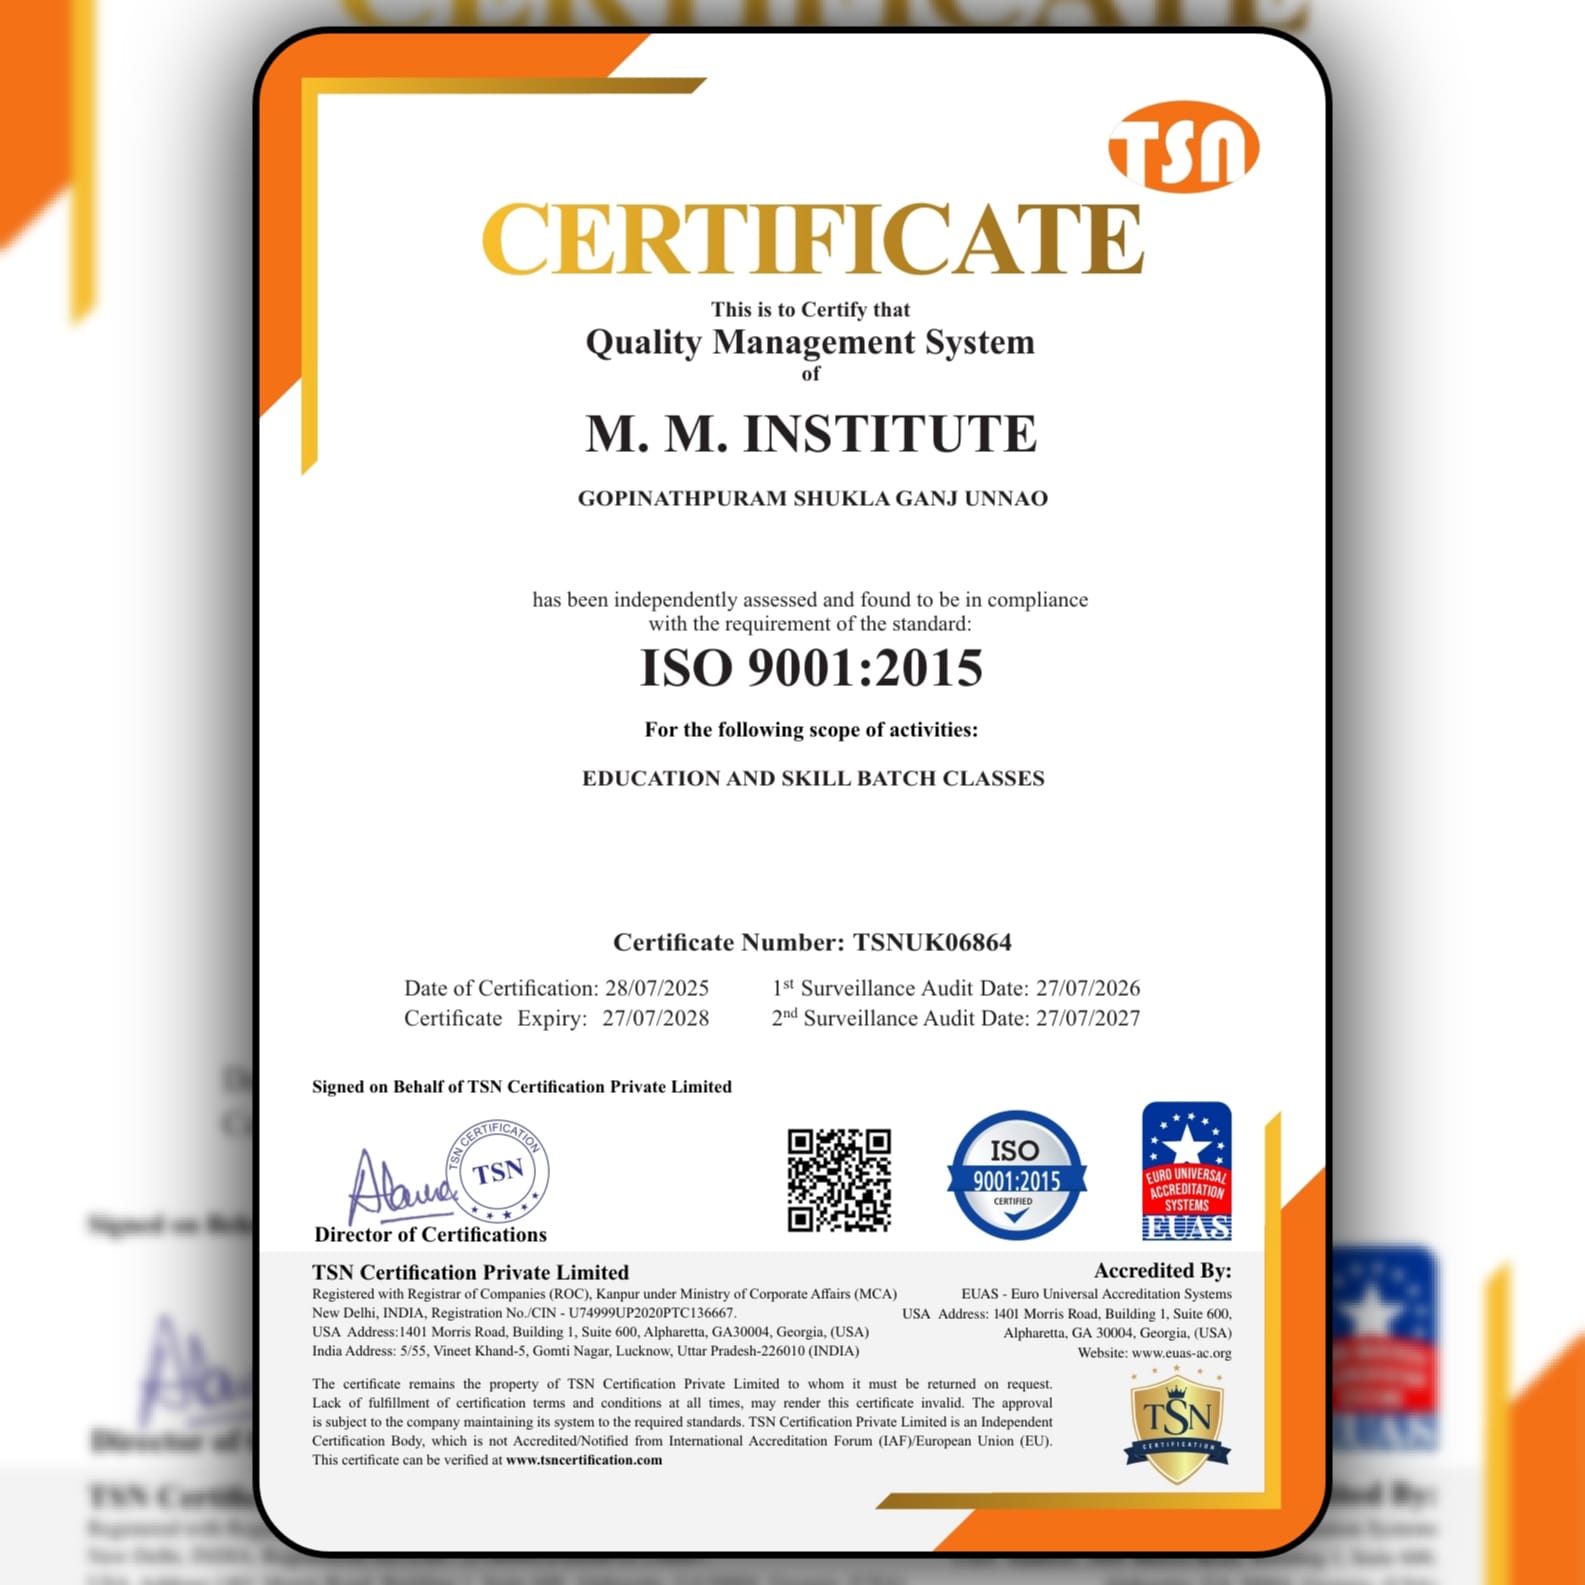 TSN
CERTIFICATE
This is to Certify that
Quality Management System
of
M. M. INSTITUTE
GOPINATHPURAM SHUKLA GANJ UNNAO
has been independently assessed and found to be in compliance
with the requirement of the standard:
ISO 9001:2015
For the following scope of activities:
EDUCATION AND SKILL BATCH CLASSES
Certificate Number: TSNUK06864
Date of Certification: 28/07/2025 1st Surveillance Audit Date: 27/07/2026
Certificate Expiry: 27/07/2028 2nd Surveillance Audit Date: 27/07/2027
Signed on Behalf of TSN Certification Private Limited
TSN CERTIFICATION
TSN
Director of Certifications
ISO
9001:2015
CERTIFIED
EURO UNIVERSAL
ACCREDITATION
SYSTEMS
EUAS
TSN Certification Private Limited
Registered with Registrar of Companies (ROC), Kanpur under Ministry of Corporate Affairs (MCA)
New Delhi, INDIA, Registration No./CIN - U74999UP2020PTC136667.
USA Address:1401 Morris Road, Building 1, Suite 600, Alpharetta, GA30004, Georgia, (USA)
India Address: 5/55, Vineet Khand-5, Gomti Nagar, Lucknow, Uttar Pradesh-226010 (INDIA)
Accredited By:
EUAS - Euro Universal Accreditation Systems
USA Address: 1401 Morris Road, Building 1, Suite 600,
Alpharetta, GA 30004, Georgia, (USA)
Website: www.euas-ac.org
The certificate remains the property of TSN Certification Private Limited to whom it must be returned on request.
Lack of fulfillment of certification terms and conditions at all times, may render this certificate invalid. The approval
is subject to the company maintaining its system to the required standards. TSN Certification Private Limited is an Independent
Certification Body, which is not Accredited/Notified from International Accreditation Forum (IAF)/European Union (EU).
This certificate can be verified at www.tsncertification.com
TSN
CERTIFICATION